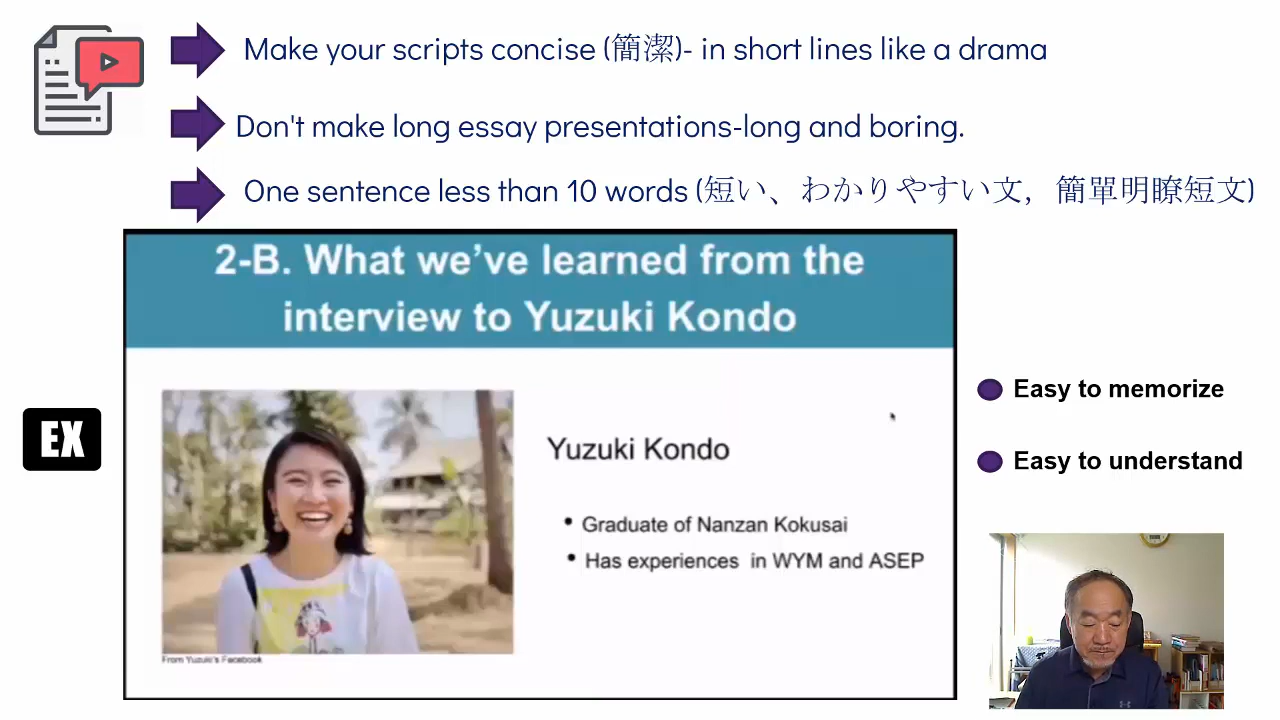 Make your scripts concise (簡潔)- in short lines like a drama
Don't make long essay presentations-long and boring.
One sentence less than 10 words (短い、わかりやすい文，簡單明瞭短文)
2-B. What we've learned from the
interview to Yuzuki Kondo
EX
Yuzuki Kondo
• Graduate of Nanzan Kokusai
• Has experiences in WYM and ASEP
From Yuzuki's Facebook
Easy to memorize
Easy to understand